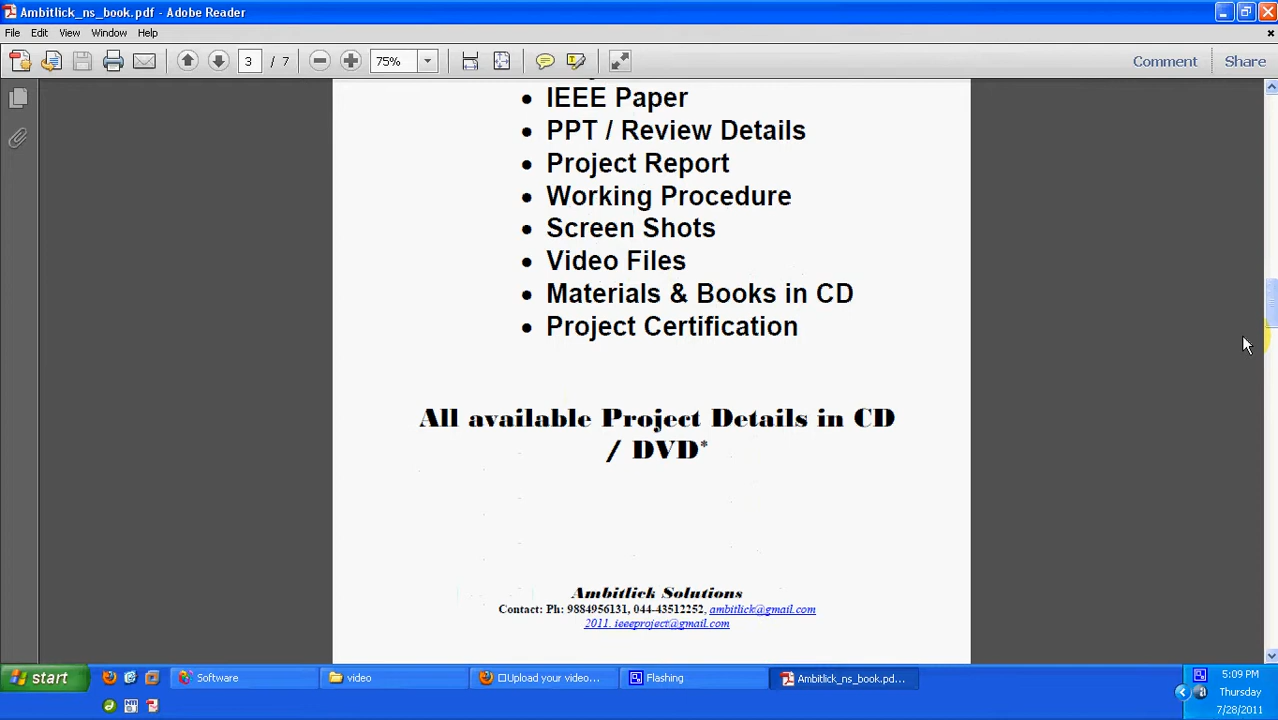 Ambitlick_ns_book.pdf - Adobe Reader
File Edit View Window Help
3 / 7 75% Comment Share
• IEEE Paper
• PPT / Review Details
• Project Report
• Working Procedure
• Screen Shots
• Video Files
• Materials & Books in CD
• Project Certification
All available Project Details in CD
/ DVD*
Ambitlick Solutions
Contact: Ph: 9884956131, 044-43512252, ambitlick@gmail.com
2011. ieeeproject@gmail.com
start Software video Upload your video... Flashing Ambitlick_ns_book.pd...
5:09 PM
Thursday
7/28/2011